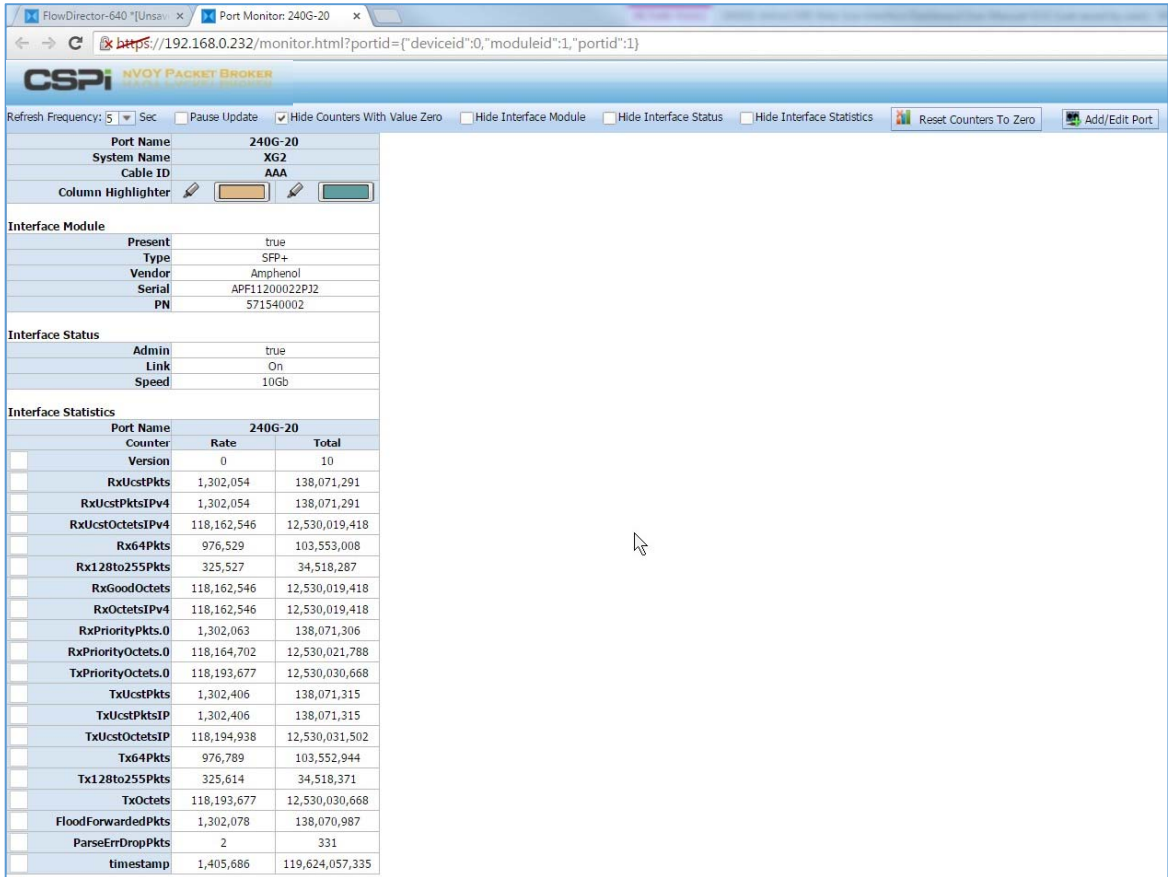 FlowDirector-640 *[Unsav
Port Monitor: 240G-20
https://192.168.0.232/monitor.html?portid={"deviceid":0,"moduleid":1,"portid":1}
CSPi nVoy Packet Broker
Refresh Frequency: 5 Sec Pause Update Hide Counters With Value Zero Hide Interface Module Hide Interface Status Hide Interface Statistics Reset Counters To Zero Add/Edit Port
Port Name 240G-20
System Name XG2
Cable ID AAA
Column Highlighter
Interface Module
Present true
Type SFP+
Vendor Amphenol
Serial APF11200022PJ2
PN 571540002
Interface Status
Admin true
Link On
Speed 10Gb
Interface Statistics
Port Name 240G-20
Counter Rate Total
Version 0 10
RxUcstPkts 1,302,054 138,071,291
RxUcstPktsIPv4 1,302,054 138,071,291
RxUcstOctetsIPv4 118,162,546 12,530,019,418
Rx64Pkts 976,529 103,553,008
Rx128to255Pkts 325,527 34,518,287
RxGoodOctets 118,162,546 12,530,019,418
RxOctetsIPv4 118,162,546 12,530,019,418
RxPriorityPkts.0 1,302,063 138,071,306
RxPriorityOctets.0 118,164,702 12,530,021,788
TxPriorityOctets.0 118,193,677 12,530,030,668
TxUcstPkts 1,302,406 138,071,315
TxUcstPktsIP 1,302,406 138,071,315
TxUcstOctetsIP 118,194,938 12,530,031,502
Tx64Pkts 976,789 103,552,944
Tx128to255Pkts 325,614 34,518,371
TxOctets 118,193,677 12,530,030,668
FloodForwardedPkts 1,302,078 138,070,987
ParseErrDropPkts 2 331
timestamp 1,405,686 119,624,057,335